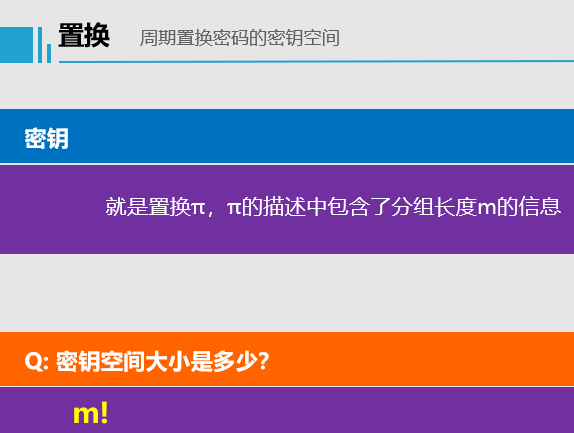 置换 周期置换密码的密钥空间
密钥
就是置换π，π的描述中包含了分组长度m的信息
Q: 密钥空间大小是多少?
m!